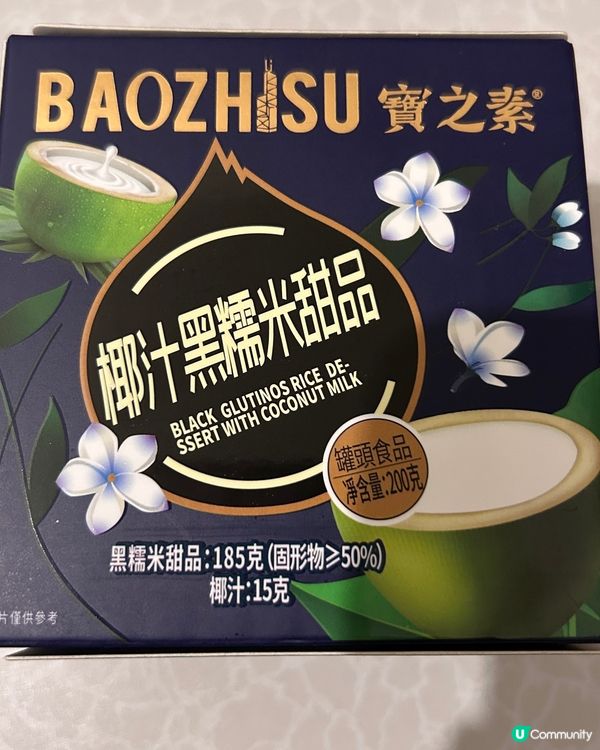 BAOZHISU 寶之素®
椰汁黑糯米甜品
BLACK GLUTINOS RICE DE-
SSERT WITH COCONUT MILK
罐頭食品
凈含量:200克
黑糯米甜品:185克(固形物≥50%)
椰汁:15克
片僅供參考
U Community